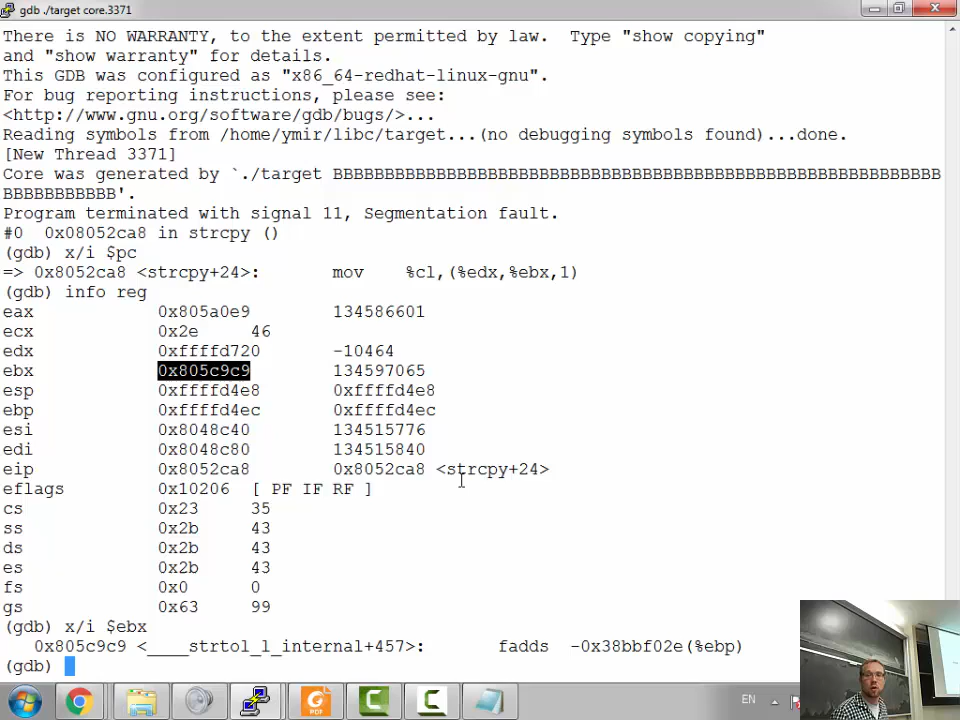 gdb ./target core.3371
There is NO WARRANTY, to the extent permitted by law.  Type "show copying"
and "show warranty" for details.
This GDB was configured as "x86_64-redhat-linux-gnu".
For bug reporting instructions, please see:
<http://www.gnu.org/software/gdb/bugs/>...
Reading symbols from /home/ymir/libc/target...(no debugging symbols found)...done.
[New Thread 3371]
Core was generated by `./target BBBBBBBBBBBBBBBBBBBBBBBBBBBBBBBBBBBBBBBBBBBBBBBBBBBBBBBBBBB
BBBBBBBBBBB'.
Program terminated with signal 11, Segmentation fault.
#0  0x08052ca8 in strcpy ()
(gdb) x/i $pc
=> 0x8052ca8 <strcpy+24>:       mov    %cl,(%edx,%ebx,1)
(gdb) info reg
eax            0x805a0e9        134586601
ecx            0x2e     46
edx            0xffffd720       -10464
ebx            0x805c9c9        134597065
esp            0xffffd4e8       0xffffd4e8
ebp            0xffffd4ec       0xffffd4ec
esi            0x8048c40        134515776
edi            0x8048c80        134515840
eip            0x8052ca8        0x8052ca8 <strcpy+24>
eflags         0x10206  [ PF IF RF ]
cs             0x23     35
ss             0x2b     43
ds             0x2b     43
es             0x2b     43
fs             0x0      0
gs             0x63     99
(gdb) x/i $ebx
   0x805c9c9 <____strtol_l_internal+457>:       fadds  -0x38bbf02e(%ebp)
(gdb)
EN